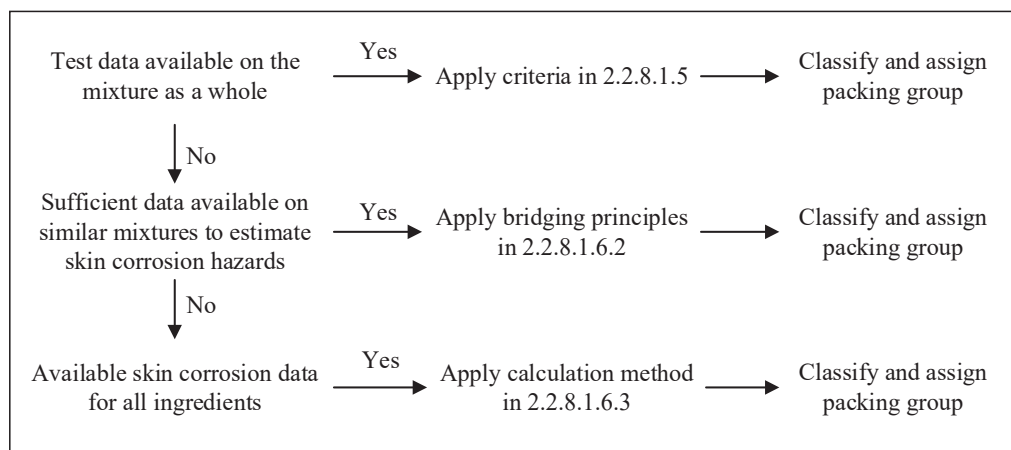 Test data available on the
mixture as a whole
Yes
Apply criteria in 2.2.8.1.5
Classify and assign
packing group
No
Sufficient data available on
similar mixtures to estimate
skin corrosion hazards
Yes
Apply bridging principles
in 2.2.8.1.6.2
Classify and assign
packing group
No
Available skin corrosion data
for all ingredients
Yes
Apply calculation method
in 2.2.8.1.6.3
Classify and assign
packing group